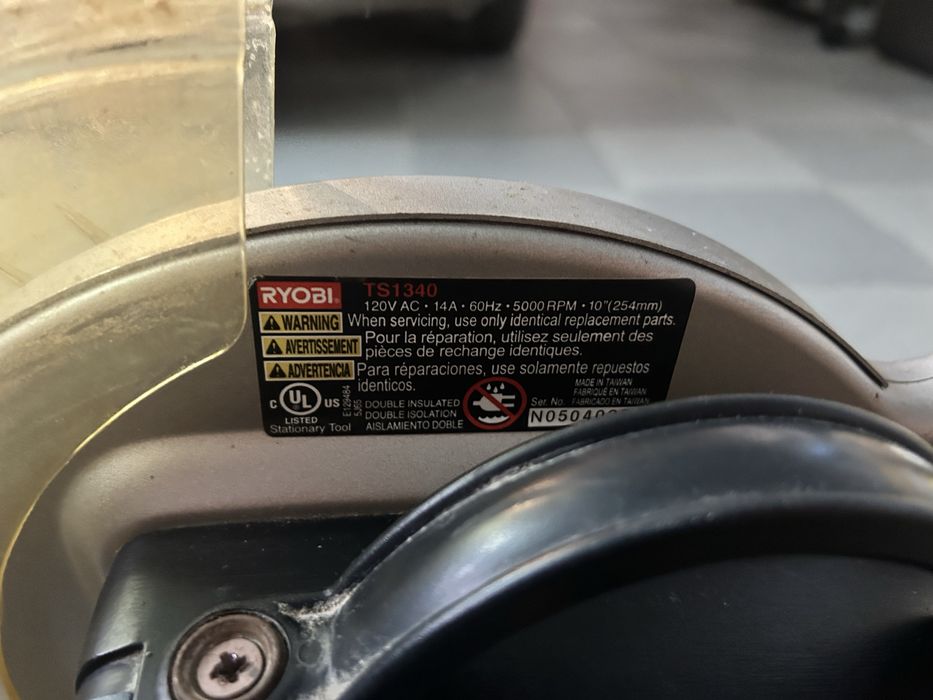 RYOBI® TS1340
120V AC • 14A • 60Hz • 5000 RPM • 10"(254mm)
WARNING When servicing, use only identical replacement parts.
AVERTISSEMENT Pour la réparation, utilisez seulement des
pièces de rechange identiques.
ADVERTENCIA Para reparaciones, use solamente repuestos
identicos.
C UL US
LISTED
Stationary Tool
E129484
5J65
DOUBLE INSULATED
DOUBLE ISOLATION
AISLAMIENTO DOBLE
MADE IN TAIWAN
FABRIQUÉ EN TAIWAN
Ser. No. FABRICADO EN TAIWAN
N05040